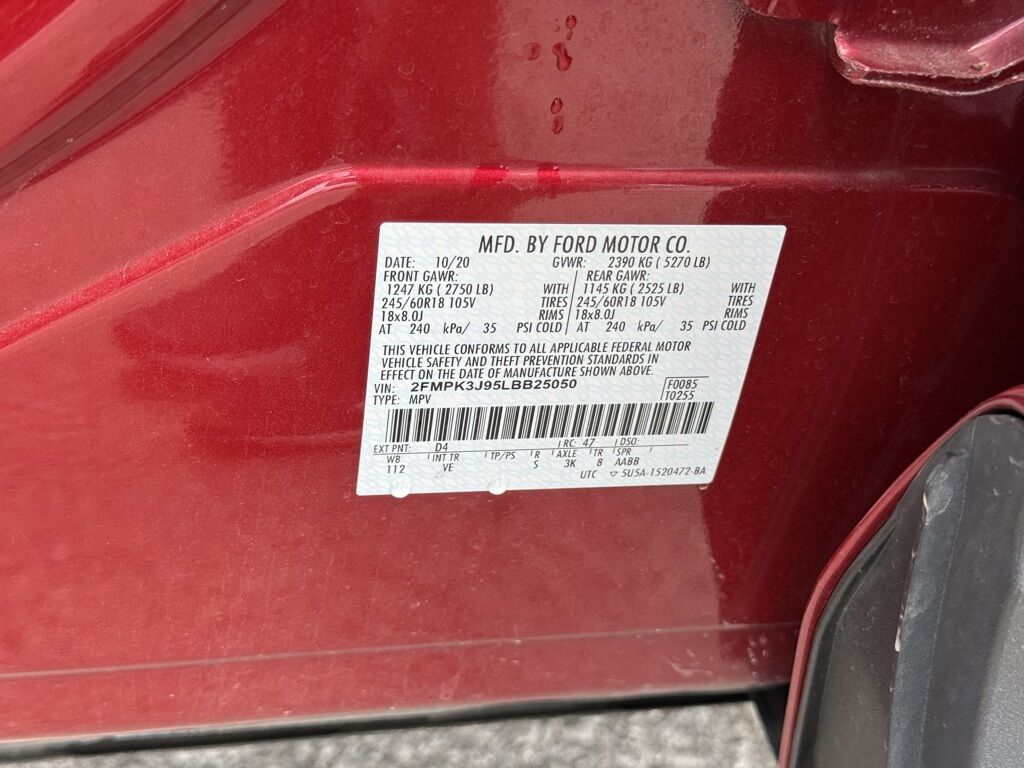 MFD. BY FORD MOTOR CO.
DATE: 10/20 GVWR: 2390 KG ( 5270 LB)
FRONT GAWR: REAR GAWR:
1247 KG ( 2750 LB) WITH 1145 KG ( 2525 LB) WITH
245/60R18 105V TIRES 245/60R18 105V TIRES
18x8.0J RIMS 18x8.0J RIMS
AT 240 kPa/ 35 PSI COLD AT 240 kPa/ 35 PSI COLD
THIS VEHICLE CONFORMS TO ALL APPLICABLE FEDERAL MOTOR
VEHICLE SAFETY AND THEFT PREVENTION STANDARDS IN
EFFECT ON THE DATE OF MANUFACTURE SHOWN ABOVE.
VIN: 2FMPK3J95LBB25050 F0085
TYPE: MPV T0255
EXT PNT: D4 RC: 47 DSO:
WB INT TR TP/PS R AXLE TR SPR
112 VE S 3K 8 AABB
UTC ▽ 5U5A-1520472-BA